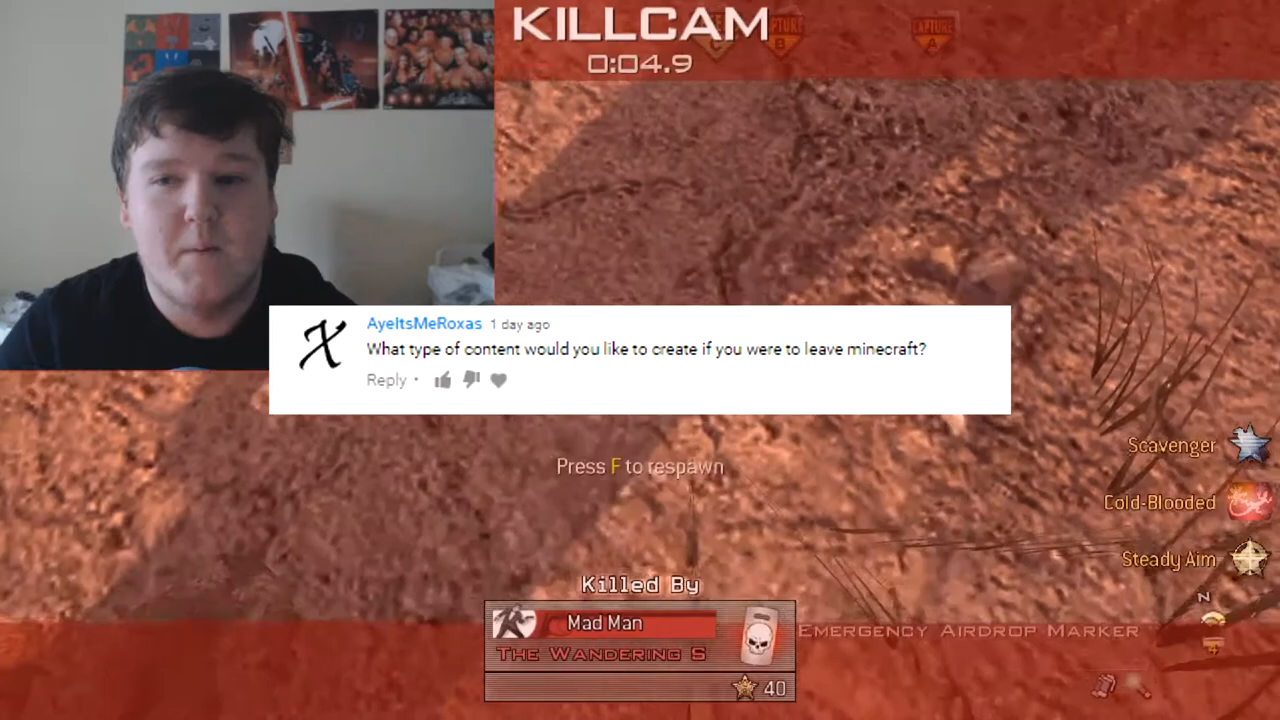 KILLCAM
0:04.9
CAPTURE
A
AyeItsMeRoxas 1 day ago
What type of content would you like to create if you were to leave minecraft?
Reply •
Press F to respawn
Scavenger
Cold-Blooded
Steady Aim
Killed By
Mad Man
The Wandering S
40
Emergency Airdrop Marker
N
4